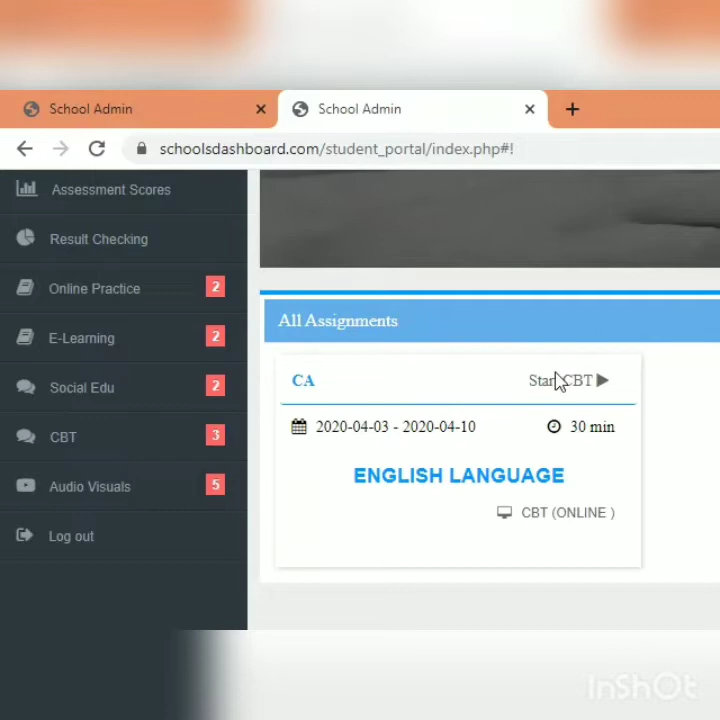 School Admin
School Admin
schoolsdashboard.com/student_portal/index.php#!
Assessment Scores
Result Checking
Online Practice 2
E-Learning 2
Social Edu 2
CBT 3
Audio Visuals 5
Log out
All Assignments
CA Start CBT
2020-04-03 - 2020-04-10 30 min
ENGLISH LANGUAGE
CBT (ONLINE )
InShOt